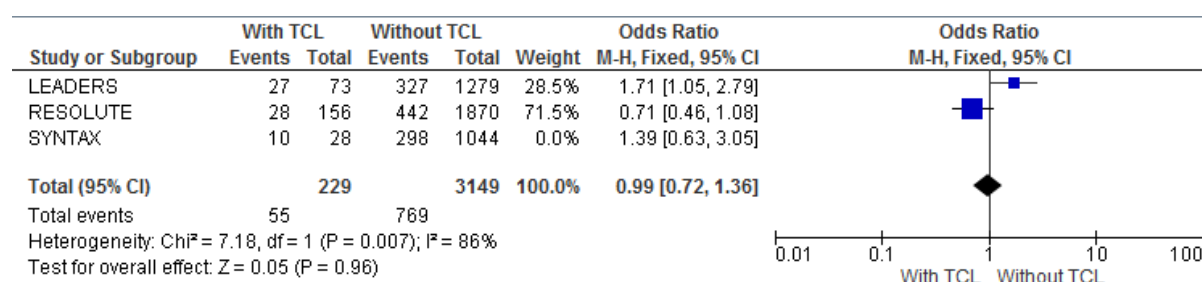 With TCL Without TCL Odds Ratio Odds Ratio
Study or Subgroup Events Total Events Total Weight M-H, Fixed, 95% CI M-H, Fixed, 95% CI
LEADERS 27 73 327 1279 28.5% 1.71 [1.05, 2.79]
RESOLUTE 28 156 442 1870 71.5% 0.71 [0.46, 1.08]
SYNTAX 10 28 298 1044 0.0% 1.39 [0.63, 3.05]
Total (95% CI) 229 3149 100.0% 0.99 [0.72, 1.36]
Total events 55 769
Heterogeneity: Chi² = 7.18, df = 1 (P = 0.007); I² = 86%
Test for overall effect: Z = 0.05 (P = 0.96)
0.01 0.1 1 10 100
With TCL Without TCL